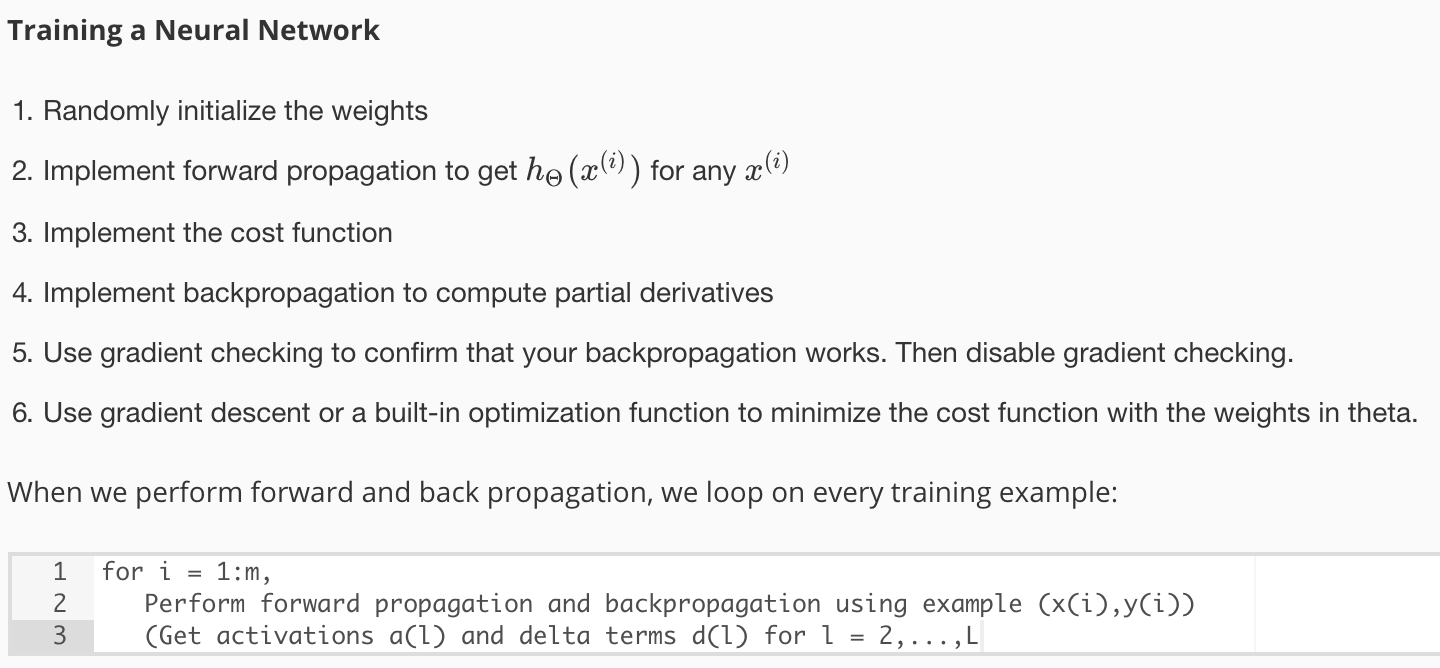 Training a Neural Network
1. Randomly initialize the weights
2. Implement forward propagation to get hΘ(x⁽ⁱ⁾) for any x⁽ⁱ⁾
3. Implement the cost function
4. Implement backpropagation to compute partial derivatives
5. Use gradient checking to confirm that your backpropagation works. Then disable gradient checking.
6. Use gradient descent or a built-in optimization function to minimize the cost function with the weights in theta.
When we perform forward and back propagation, we loop on every training example:
1 for i = 1:m,
2 Perform forward propagation and backpropagation using example (x(i),y(i))
3 (Get activations a(l) and delta terms d(l) for l = 2,...,L